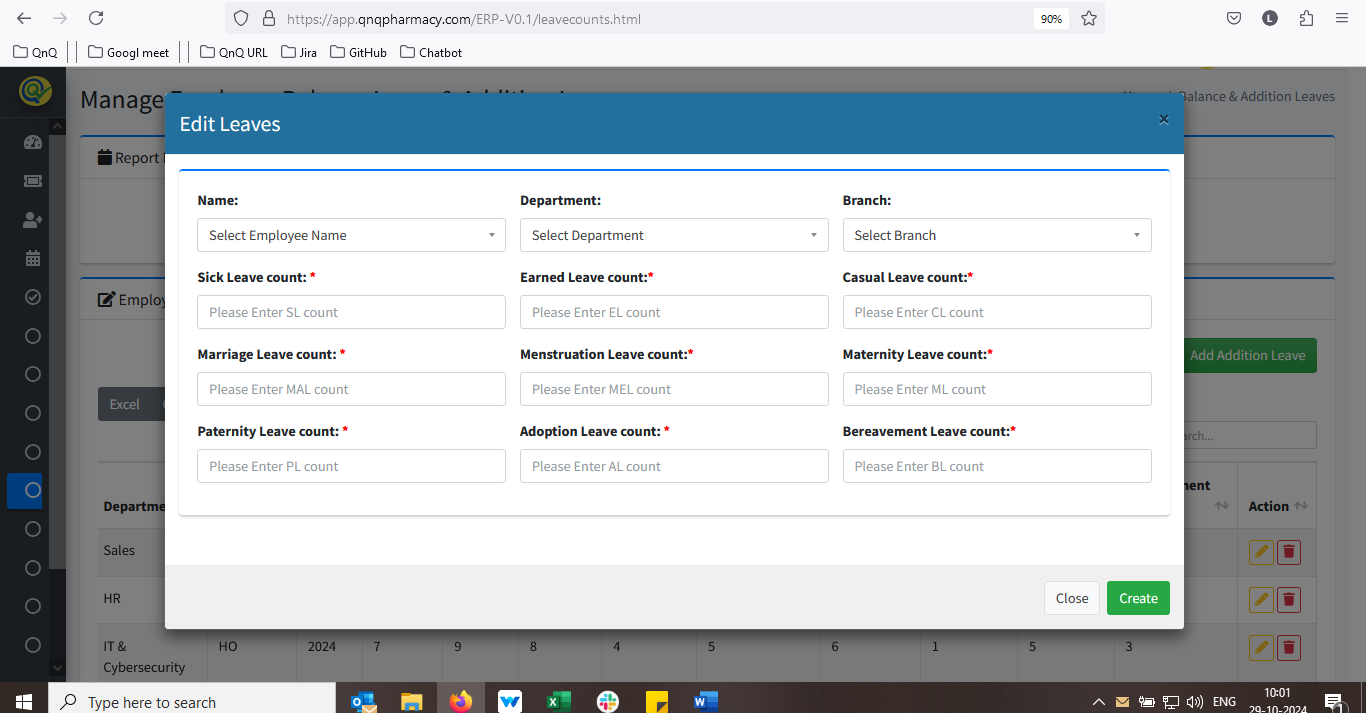 https://app.qnqpharmacy.com/ERP-V0.1/leavecounts.html
90%
L
QnQ
Googl meet
QnQ URL
Jira
GitHub
Chatbot
Manage
Balance & Addition Leaves
Edit Leaves
×
Report
Name:
Department:
Branch:
Select Employee Name
Select Department
Select Branch
Sick Leave count: *
Earned Leave count:*
Casual Leave count:*
Employ
Please Enter SL count
Please Enter EL count
Please Enter CL count
Marriage Leave count: *
Menstruation Leave count:*
Maternity Leave count:*
Add Addition Leave
Please Enter MAL count
Please Enter MEL count
Please Enter ML count
Excel
Paternity Leave count: *
Adoption Leave count: *
Bereavement Leave count:*
Please Enter PL count
Please Enter AL count
Please Enter BL count
arch...
ment
Departme
Action
Sales
HR
Close
Create
IT & Cybersecurity
HO
2024
7
9
8
4
5
6
1
5
3
Type here to search
ENG
10:01
29-10-2024
1